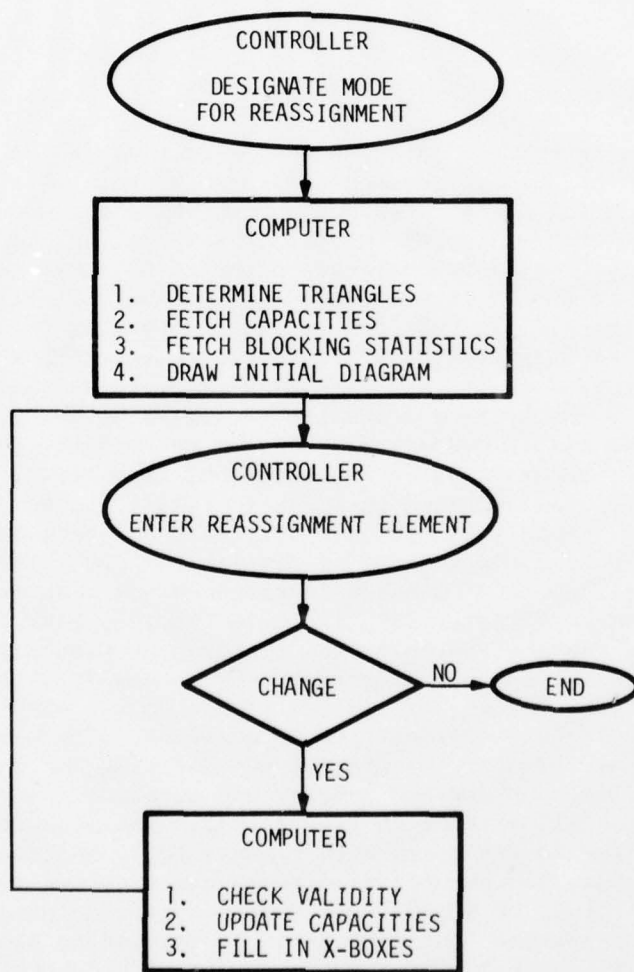 CONTROLLER
DESIGNATE MODE
FOR REASSIGNMENT
COMPUTER
1. DETERMINE TRIANGLES
2. FETCH CAPACITIES
3. FETCH BLOCKING STATISTICS
4. DRAW INITIAL DIAGRAM
CONTROLLER
ENTER REASSIGNMENT ELEMENT
CHANGE
NO
END
YES
COMPUTER
1. CHECK VALIDITY
2. UPDATE CAPACITIES
3. FILL IN X-BOXES